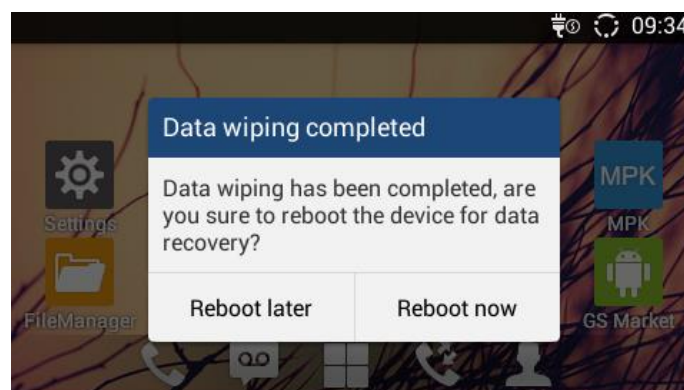 09:34
Data wiping completed
Data wiping has been completed, are
you sure to reboot the device for data
recovery?
Reboot later
Reboot now
Settings
MPK
MPK
FileManager
GS Market